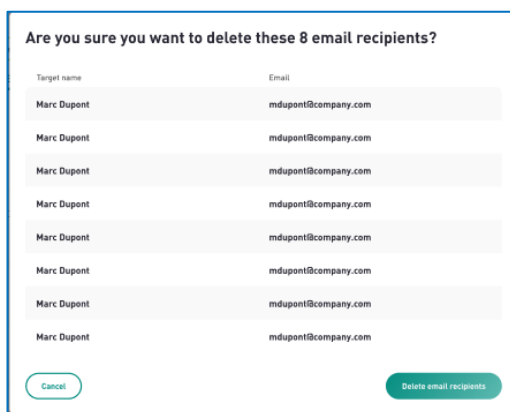 Are you sure you want to delete these 8 email recipients?
Target name Email
Marc Dupont mdupont@company.com
Marc Dupont mdupont@company.com
Marc Dupont mdupont@company.com
Marc Dupont mdupont@company.com
Marc Dupont mdupont@company.com
Marc Dupont mdupont@company.com
Marc Dupont mdupont@company.com
Marc Dupont mdupont@company.com
Cancel Delete email recipients